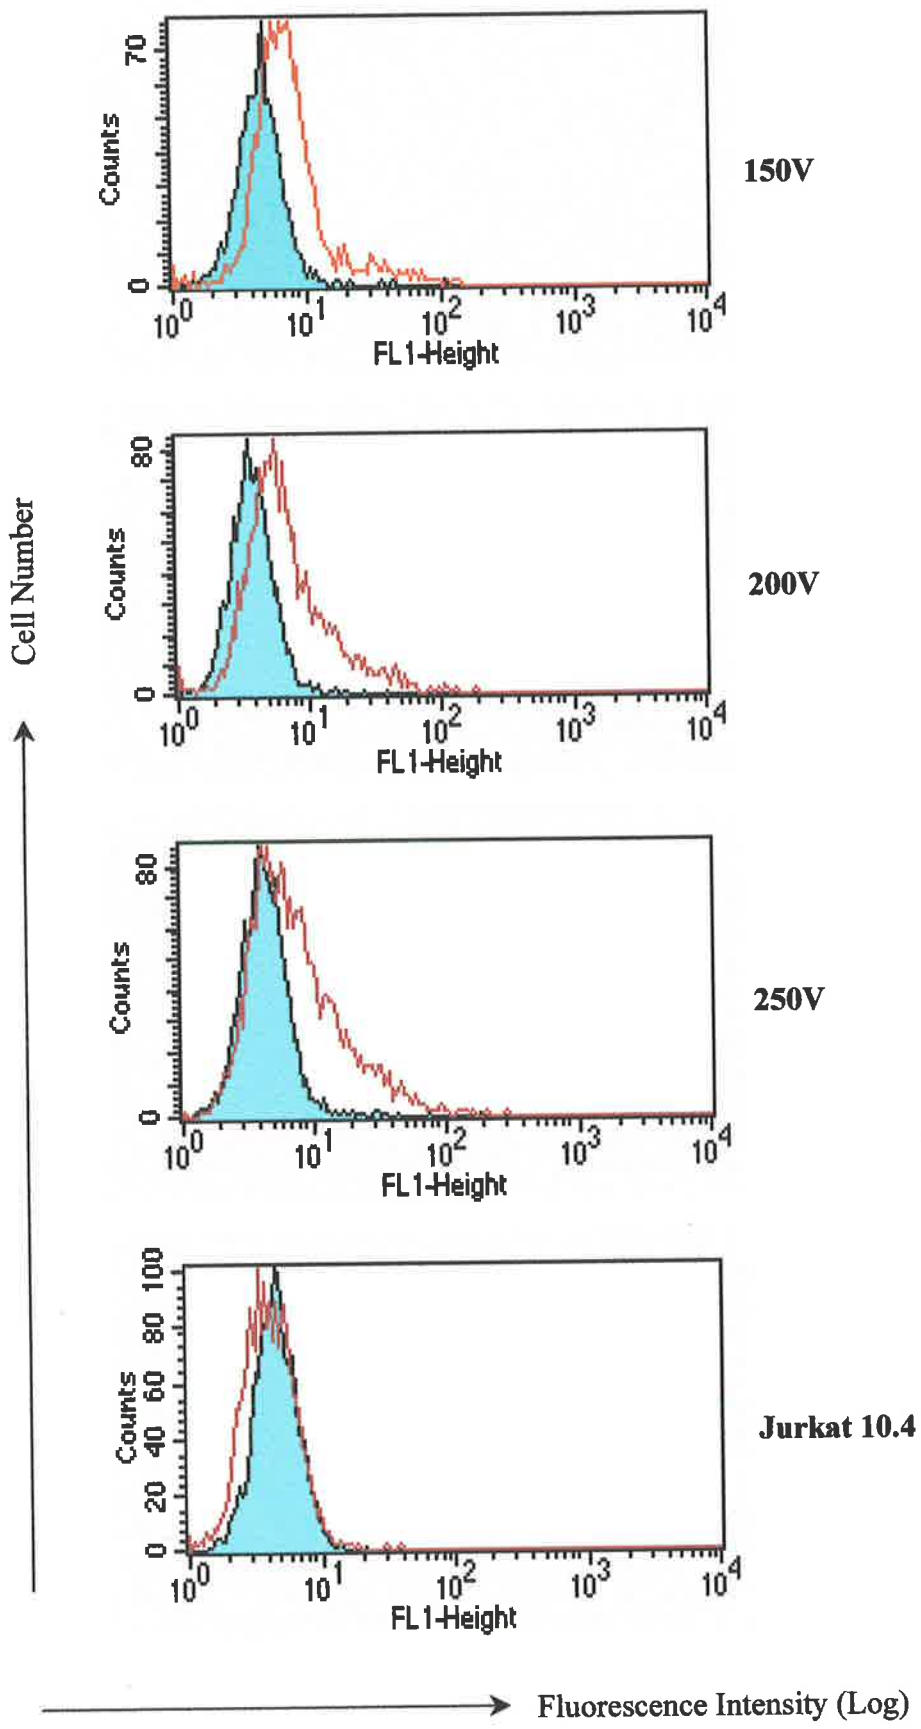 70
Counts
0
10^0 10^1 10^2 10^3 10^4
FL1-Height
150V
80
Counts
0
10^0 10^1 10^2 10^3 10^4
FL1-Height
200V
Cell Number
80
Counts
0
10^0 10^1 10^2 10^3 10^4
FL1-Height
250V
100
80
60
40
20
0
Counts
10^0 10^1 10^2 10^3 10^4
FL1-Height
Jurkat 10.4
Fluorescence Intensity (Log)